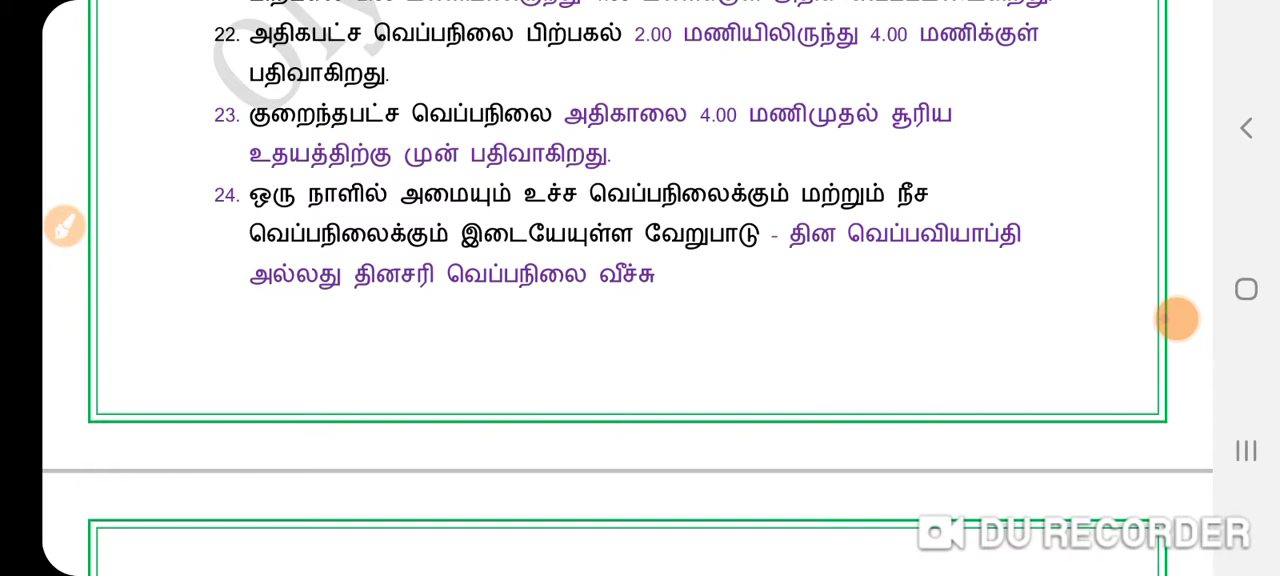 22. அதிகபட்ச வெப்பநிலை பிற்பகல் 2.00 மணியிலிருந்து 4.00 மணிக்குள்
பதிவாகிறது.
23. குறைந்தபட்ச வெப்பநிலை அதிகாலை 4.00 மணிமுதல் சூரிய
உதயத்திற்கு முன் பதிவாகிறது.
24. ஒரு நாளில் அமையும் உச்ச வெப்பநிலைக்கும் மற்றும் நீச
வெப்பநிலைக்கும் இடையேயுள்ள வேறுபாடு - தின வெப்பவியாப்தி
அல்லது தினசரி வெப்பநிலை வீச்சு
DU RECORDER